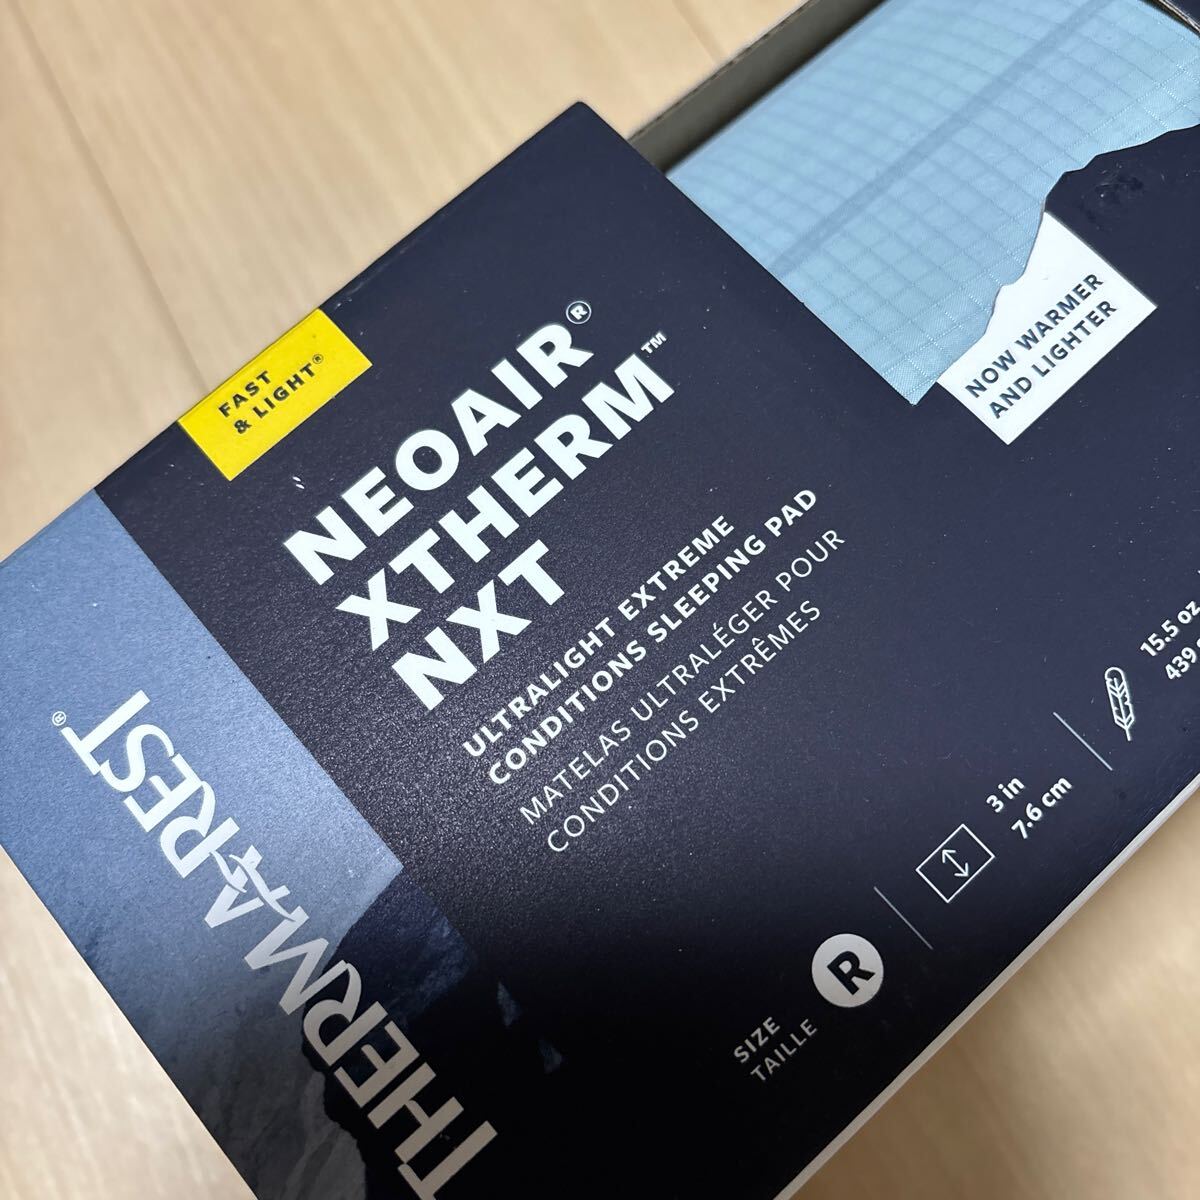 FAST
& LIGHT®
NEOAIR®
XTHERM™
NXT
ULTRALIGHT EXTREME
CONDITIONS SLEEPING PAD
MATELAS ULTRALÉGER POUR
CONDITIONS EXTRÊMES
NOW WARMER
AND LIGHTER
THERM-A-REST®
SIZE
TAILLE
R
3 in
7.6 cm
15.5 oz
439